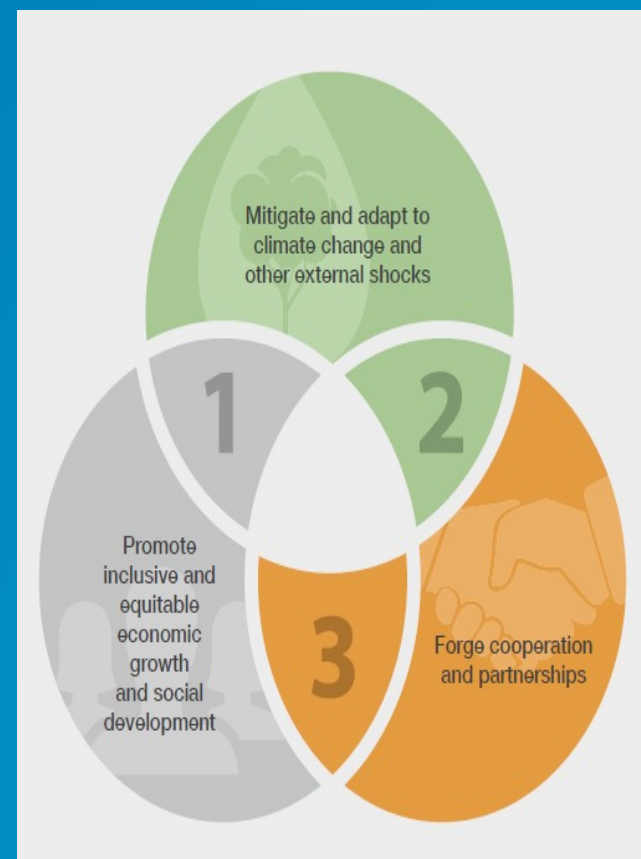 Mitigate and adapt to
climate change and
other external shocks
1
2
Promote
inclusive and
equitable
economic
growth
and social
development
3
Forge cooperation
and partnerships